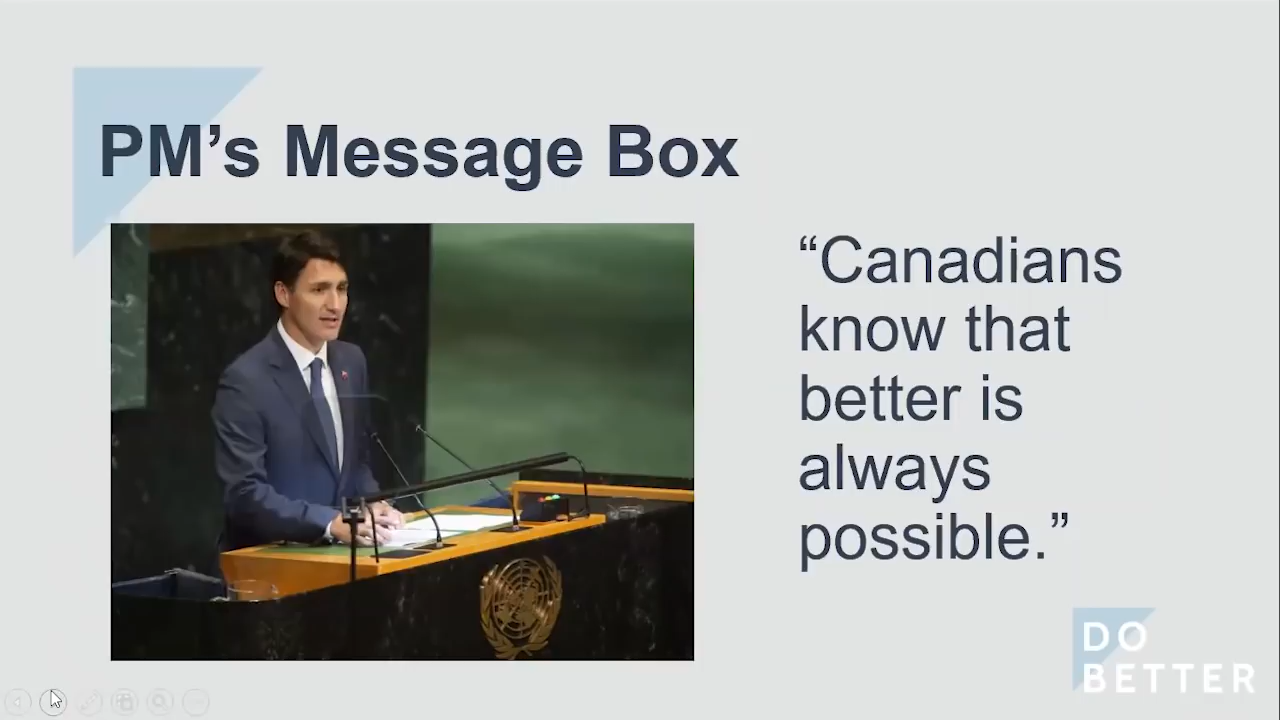 PM’s Message Box
“Canadians
know that
better is
always
possible.”
DO
BETTER